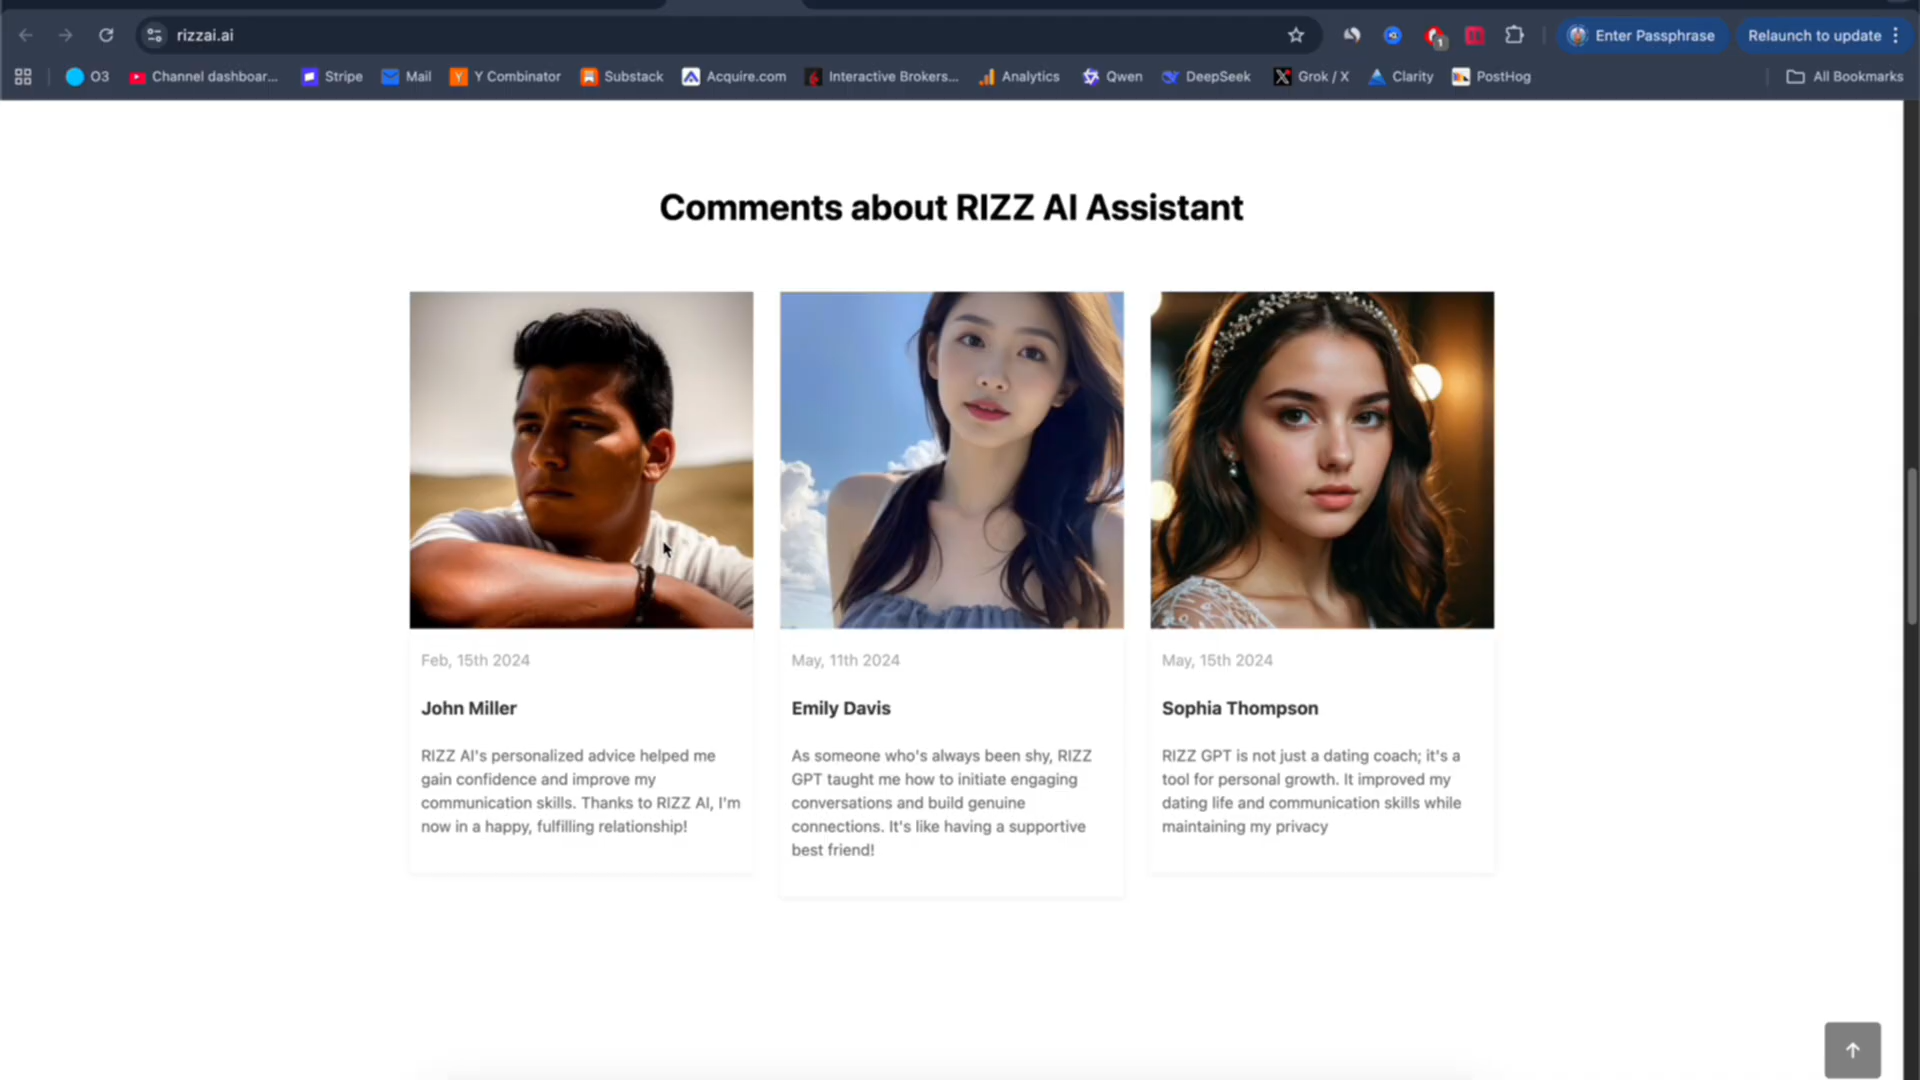 rizzai.ai
1
Enter Passphrase
Relaunch to update
O3
Channel dashboar...
Stripe
Mail
Y Combinator
Substack
Acquire.com
Interactive Brokers...
Analytics
Qwen
DeepSeek
Grok / X
Clarity
PostHog
All Bookmarks
Comments about RIZZ AI Assistant
Feb, 15th 2024
John Miller
RIZZ AI's personalized advice helped me
gain confidence and improve my
communication skills. Thanks to RIZZ AI, I'm
now in a happy, fulfilling relationship!
May, 11th 2024
Emily Davis
As someone who's always been shy, RIZZ
GPT taught me how to initiate engaging
conversations and build genuine
connections. It's like having a supportive
best friend!
May, 15th 2024
Sophia Thompson
RIZZ GPT is not just a dating coach; it's a
tool for personal growth. It improved my
dating life and communication skills while
maintaining my privacy